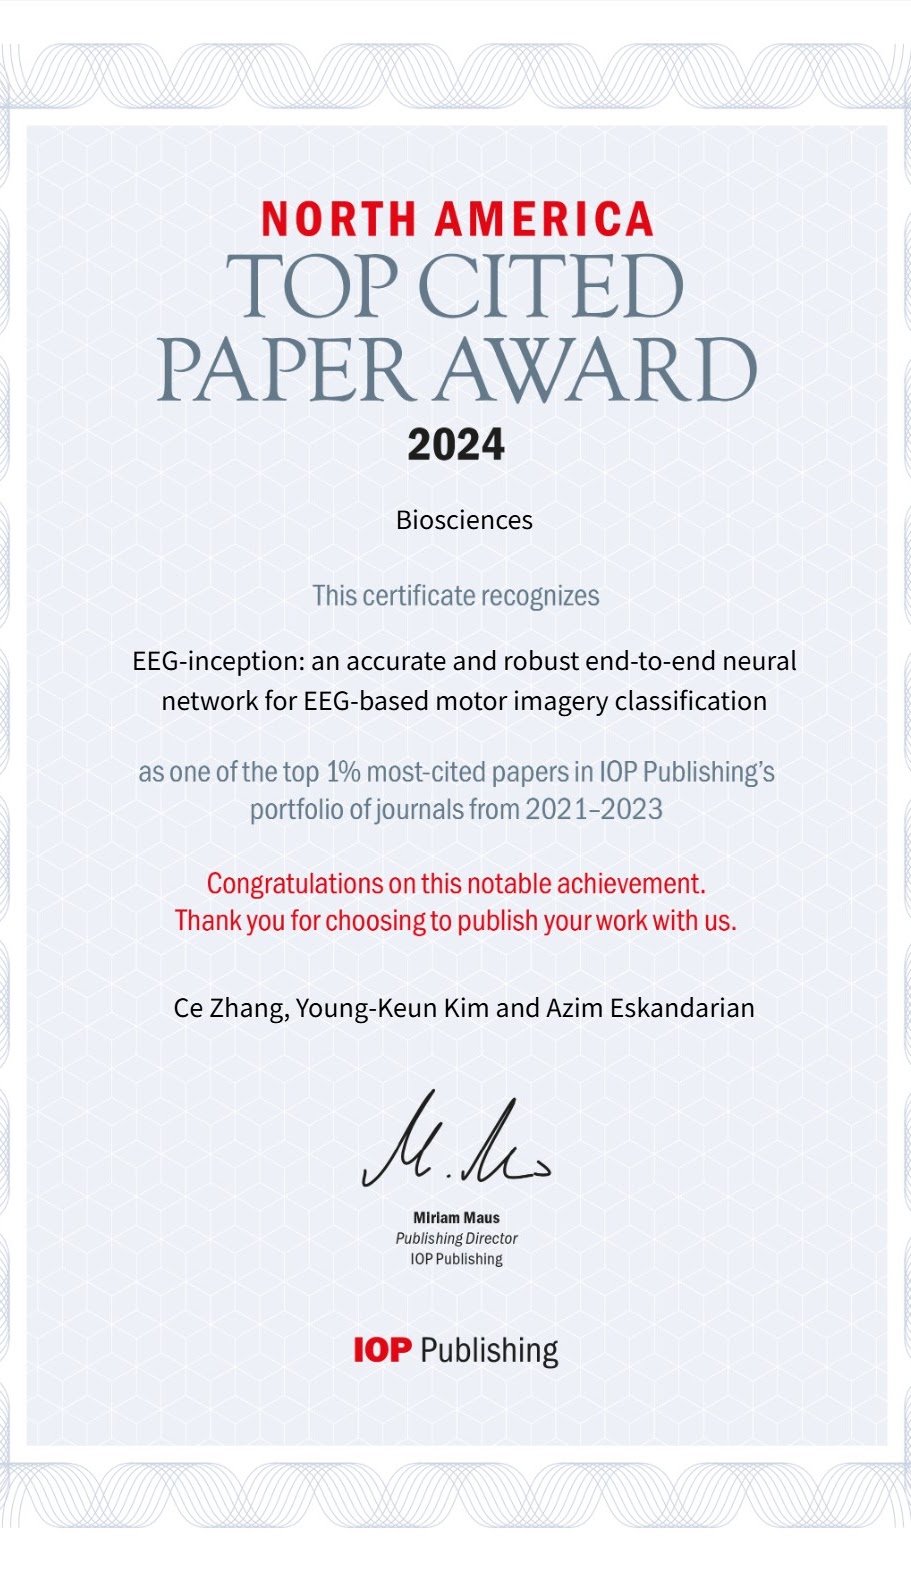 NORTH AMERICA
TOP CITED
PAPER AWARD
2024
Biosciences
This certificate recognizes
EEG-inception: an accurate and robust end-to-end neural
network for EEG-based motor imagery classification
as one of the top 1% most-cited papers in IOP Publishing’s
portfolio of journals from 2021–2023
Congratulations on this notable achievement.
Thank you for choosing to publish your work with us.
Ce Zhang, Young-Keun Kim and Azim Eskandarian
M. Maus
Miriam Maus
Publishing Director
IOP Publishing
IOP Publishing